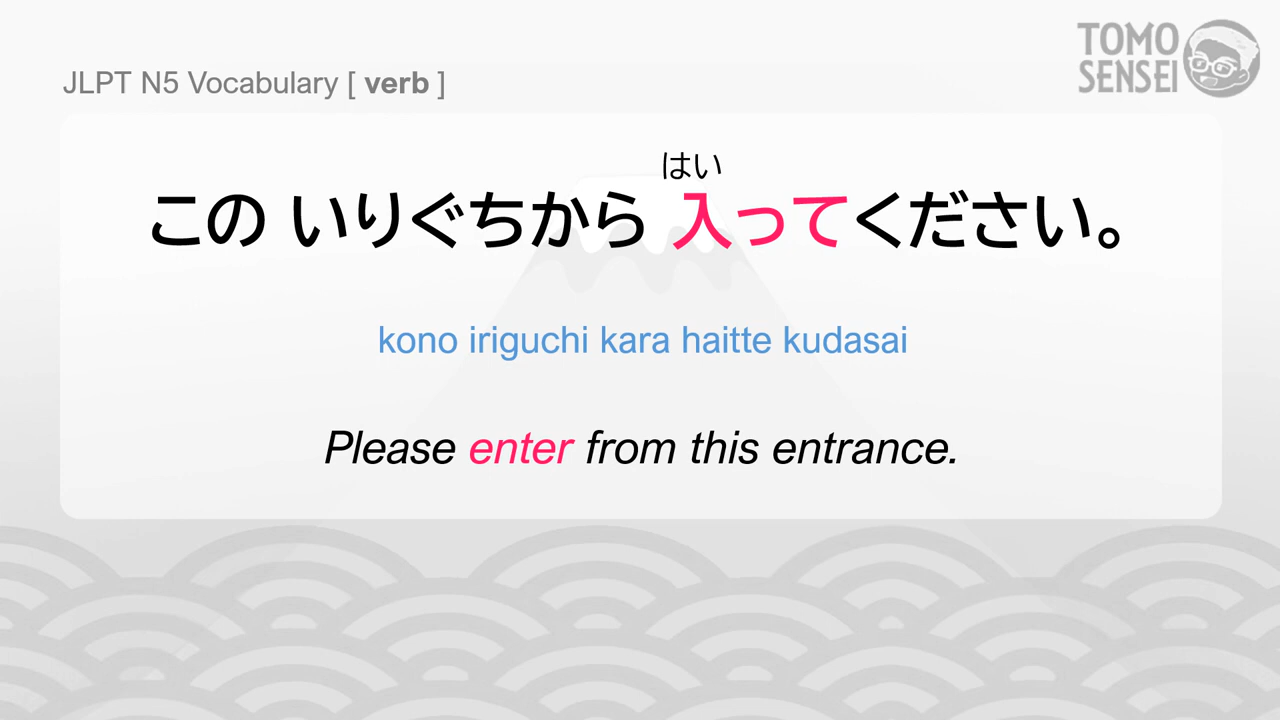 TOMO
SENSEI
JLPT N5 Vocabulary [ verb ]
はい
この いりぐちから 入ってください。
kono iriguchi kara haitte kudasai
Please enter from this entrance.